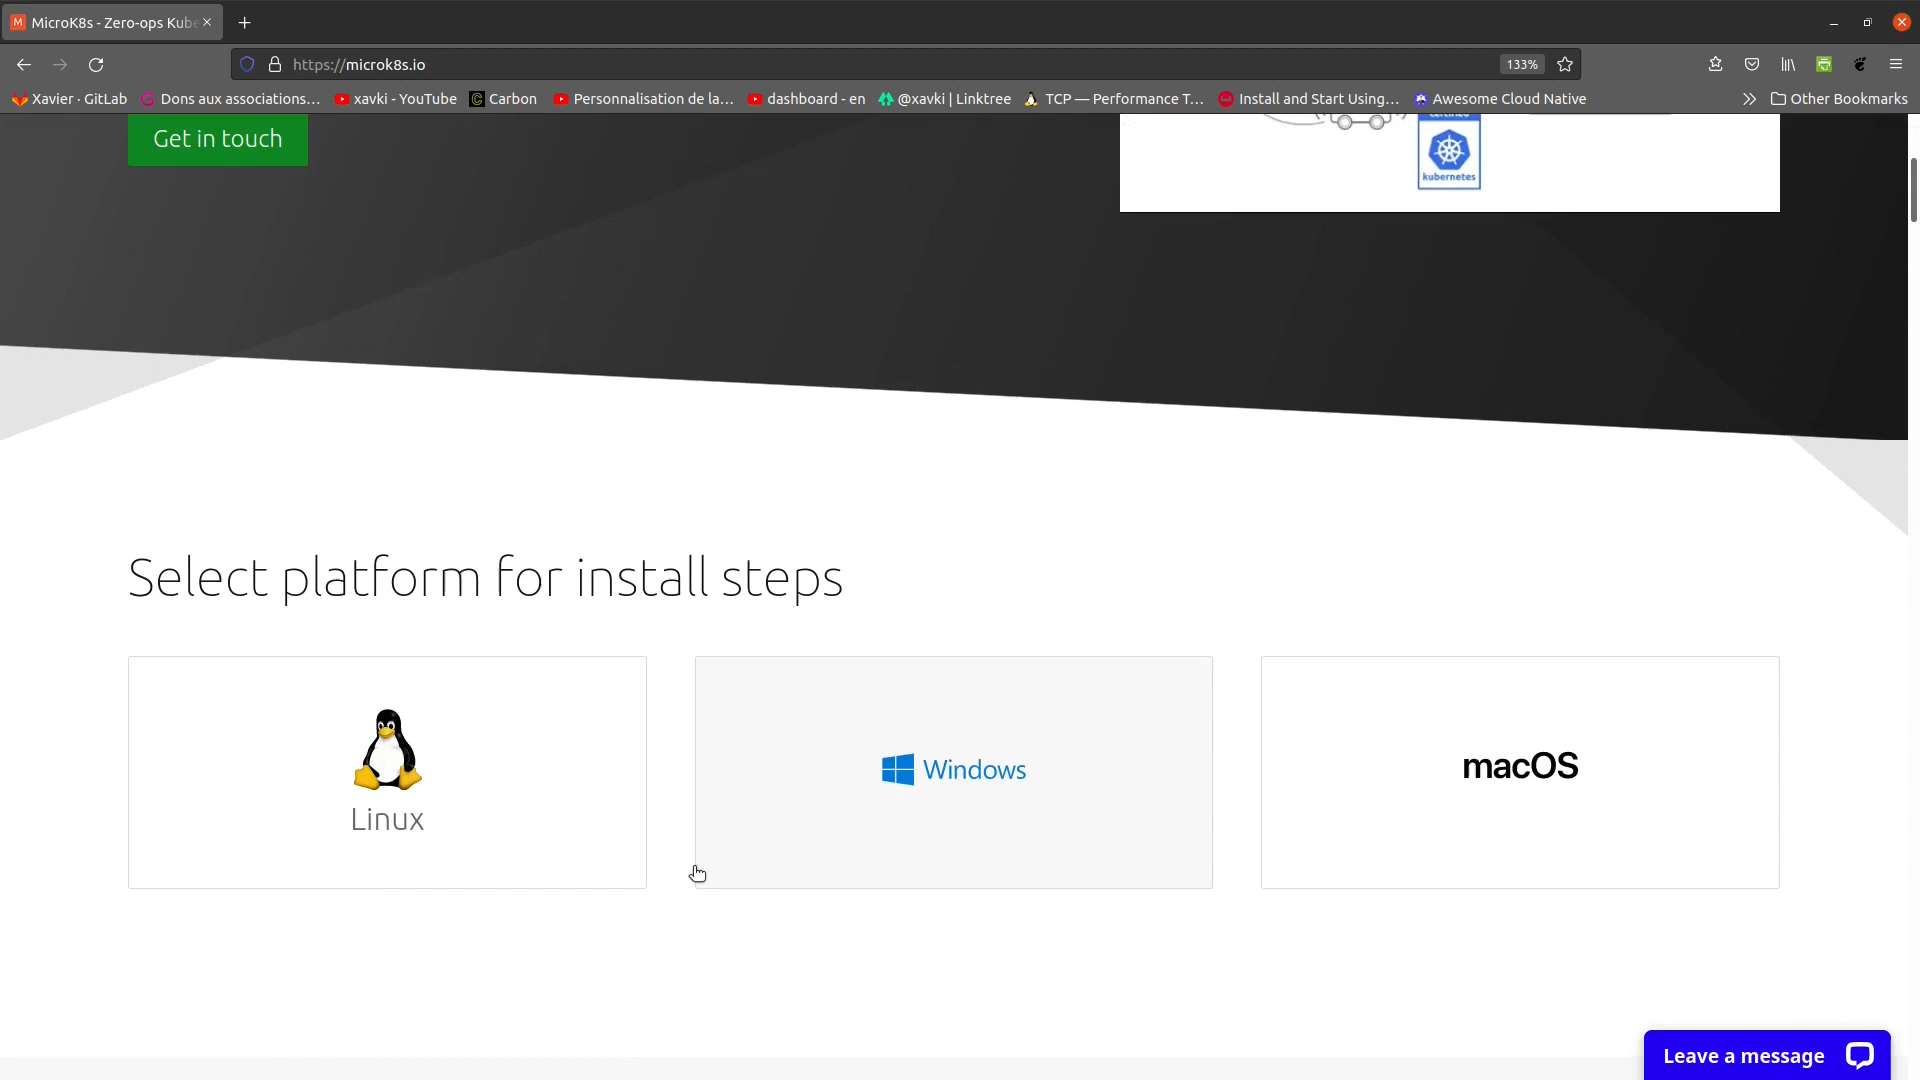 M MicroK8s - Zero-ops Kube
https://microk8s.io
133%
Xavier · GitLab
Dons aux associations...
xavki - YouTube
Carbon
Personnalisation de la...
dashboard - en
@xavki | Linktree
TCP — Performance T...
Install and Start Using...
Awesome Cloud Native
Other Bookmarks
Get in touch
kubernetes
Select platform for install steps
Linux
Windows
macOS
Leave a message